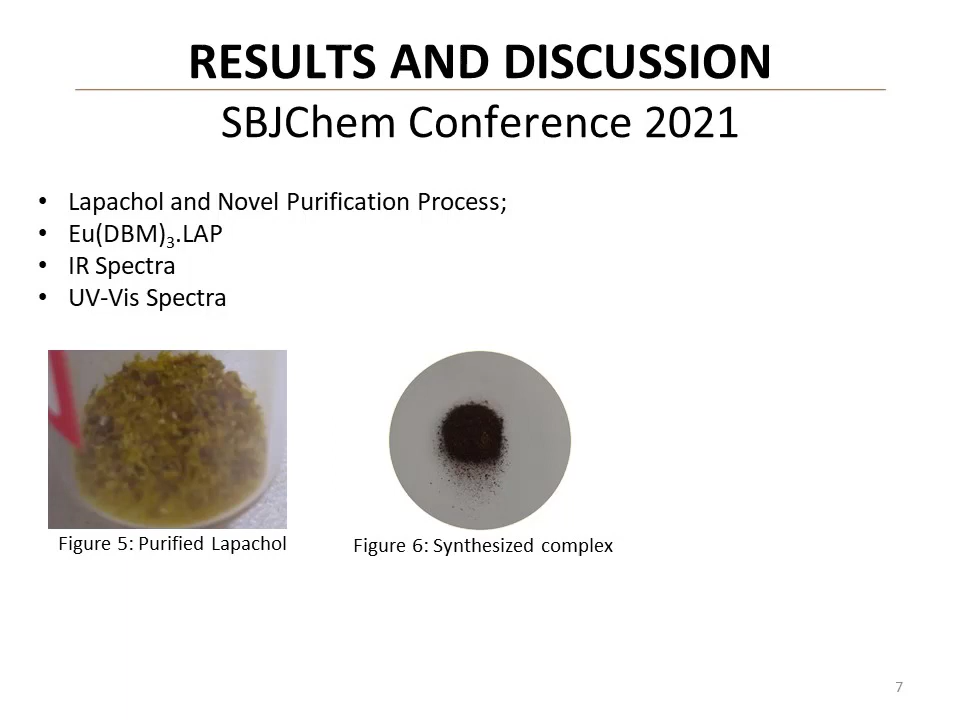 RESULTS AND DISCUSSION
SBJChem Conference 2021
• Lapachol and Novel Purification Process;
• Eu(DBM)₃.LAP
• IR Spectra
• UV-Vis Spectra
Figure 5: Purified Lapachol
Figure 6: Synthesized complex
7